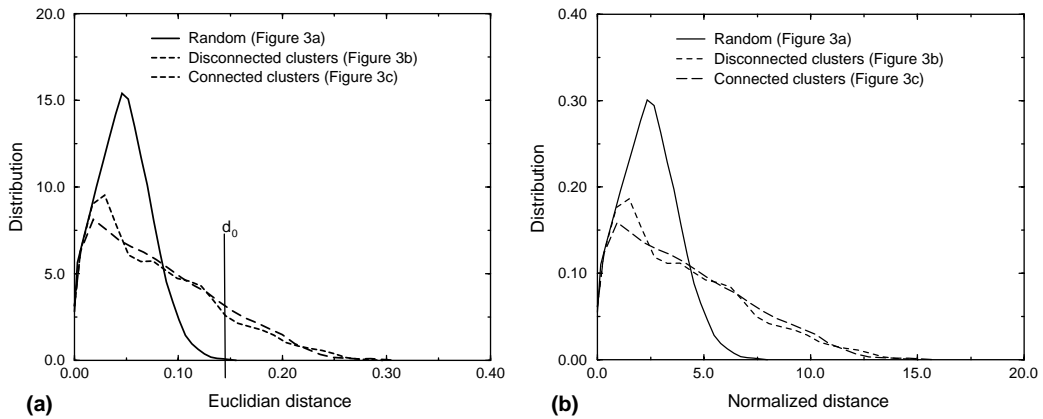 20.0
15.0
10.0
5.0
0.0
Distribution
Random (Figure 3a)
Disconnected clusters (Figure 3b)
Connected clusters (Figure 3c)
d0
0.00
0.10
0.20
0.30
0.40
(a)
Euclidian distance
0.40
0.30
0.20
0.10
0.00
Distribution
Random (Figure 3a)
Disconnected clusters (Figure 3b)
Connected clusters (Figure 3c)
0.0
5.0
10.0
15.0
20.0
(b)
Normalized distance